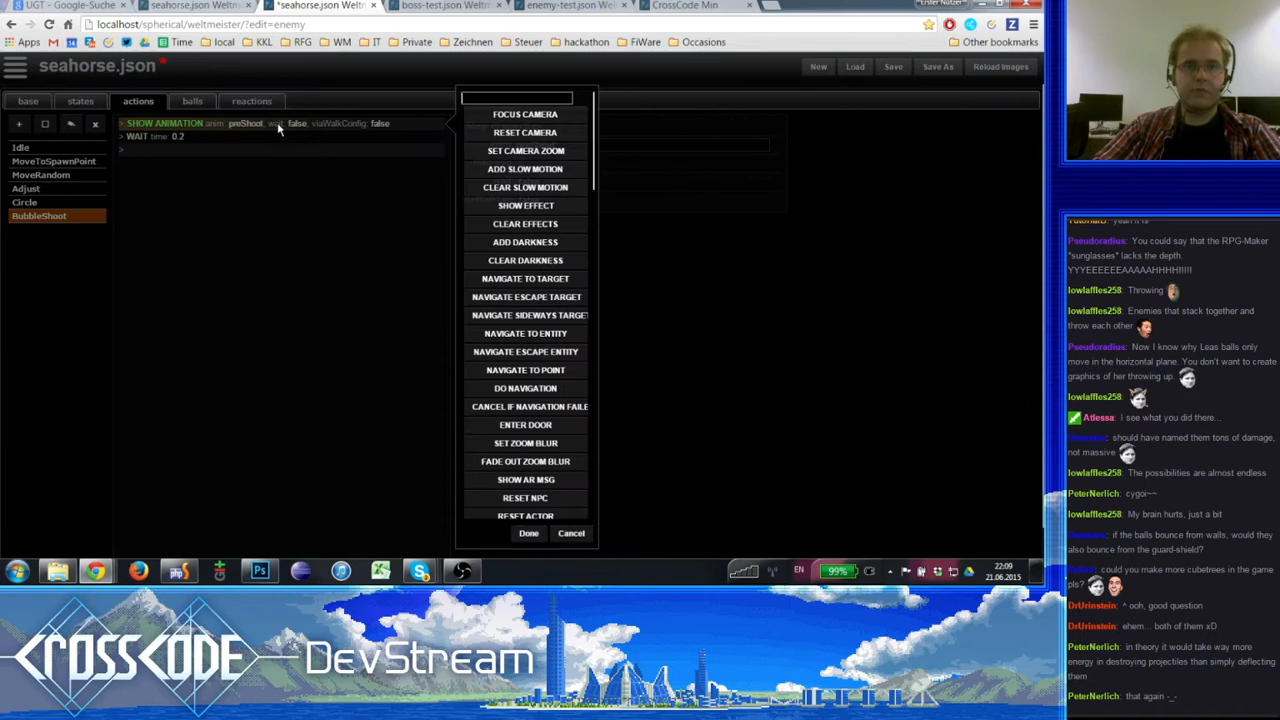 UGT - Google-Suche
seahorse.json Weltm
*seahorse.json Weltm
boss-test.json Weltme
enemy-test.json Welt
CrossCode Min
localhost/spherical/weltmeister/?edit=enemy
Apps
Time
local
KKL
RFG
WM
IT
Private
Zeichnen
Steuer
hackathon
FiWare
Occasions
Other bookmarks
seahorse.json*
New
Load
Save
Save As
Reload Images
base
states
actions
balls
reactions
Idle
MoveToSpawnPoint
MoveRandom
Adjust
Circle
BubbleShoot
> SHOW ANIMATION anim: preShoot, wait: false, viaWalkConfig: false
> WAIT time: 0.2
>
FOCUS CAMERA
RESET CAMERA
SET CAMERA ZOOM
ADD SLOW MOTION
CLEAR SLOW MOTION
SHOW EFFECT
CLEAR EFFECTS
ADD DARKNESS
CLEAR DARKNESS
NAVIGATE TO TARGET
NAVIGATE ESCAPE TARGET
NAVIGATE SIDEWAYS TARGE
NAVIGATE TO ENTITY
NAVIGATE ESCAPE ENTITY
NAVIGATE TO POINT
DO NAVIGATION
CANCEL IF NAVIGATION FAILE
ENTER DOOR
SET ZOOM BLUR
FADE OUT ZOOM BLUR
SHOW AR MSG
RESET NPC
RESET ACTOR
Done
Cancel
EN
99%
22:09
21.06.2015
yeah it is
Pseudoradius: You could say that the RPG-Maker
"sunglasses" lacks the depth.
YYYEEEEEEAAAAAHHHH!!!!!
lowlaffles258: Throwing
lowlaffles258: Enemies that stack together and
throw each other
Pseudoradius: Now I know why Leas balls only
move in the horizontal plane. You don't want to create
graphics of her throwing up.
lowlaffles258:
Atlessa: I see what you did there...
should have named them tons of damage,
not massive
lowlaffles258: The possibilities are almost endless
PeterNerlich: cygoi~~
lowlaffles258: My brain hurts, just a bit
if the balls bounce from walls, would they
also bounce from the guard-shield?
could you make more cubetrees in the game
pls?
DrUrinstein: ^ ooh, good question
DrUrinstein: ehem... both of them xD
PeterNerlich: in theory it would take way more
energy in destroying projectiles than simply deflecting
them
PeterNerlich: that again -_-
CROSSCODE DevStream